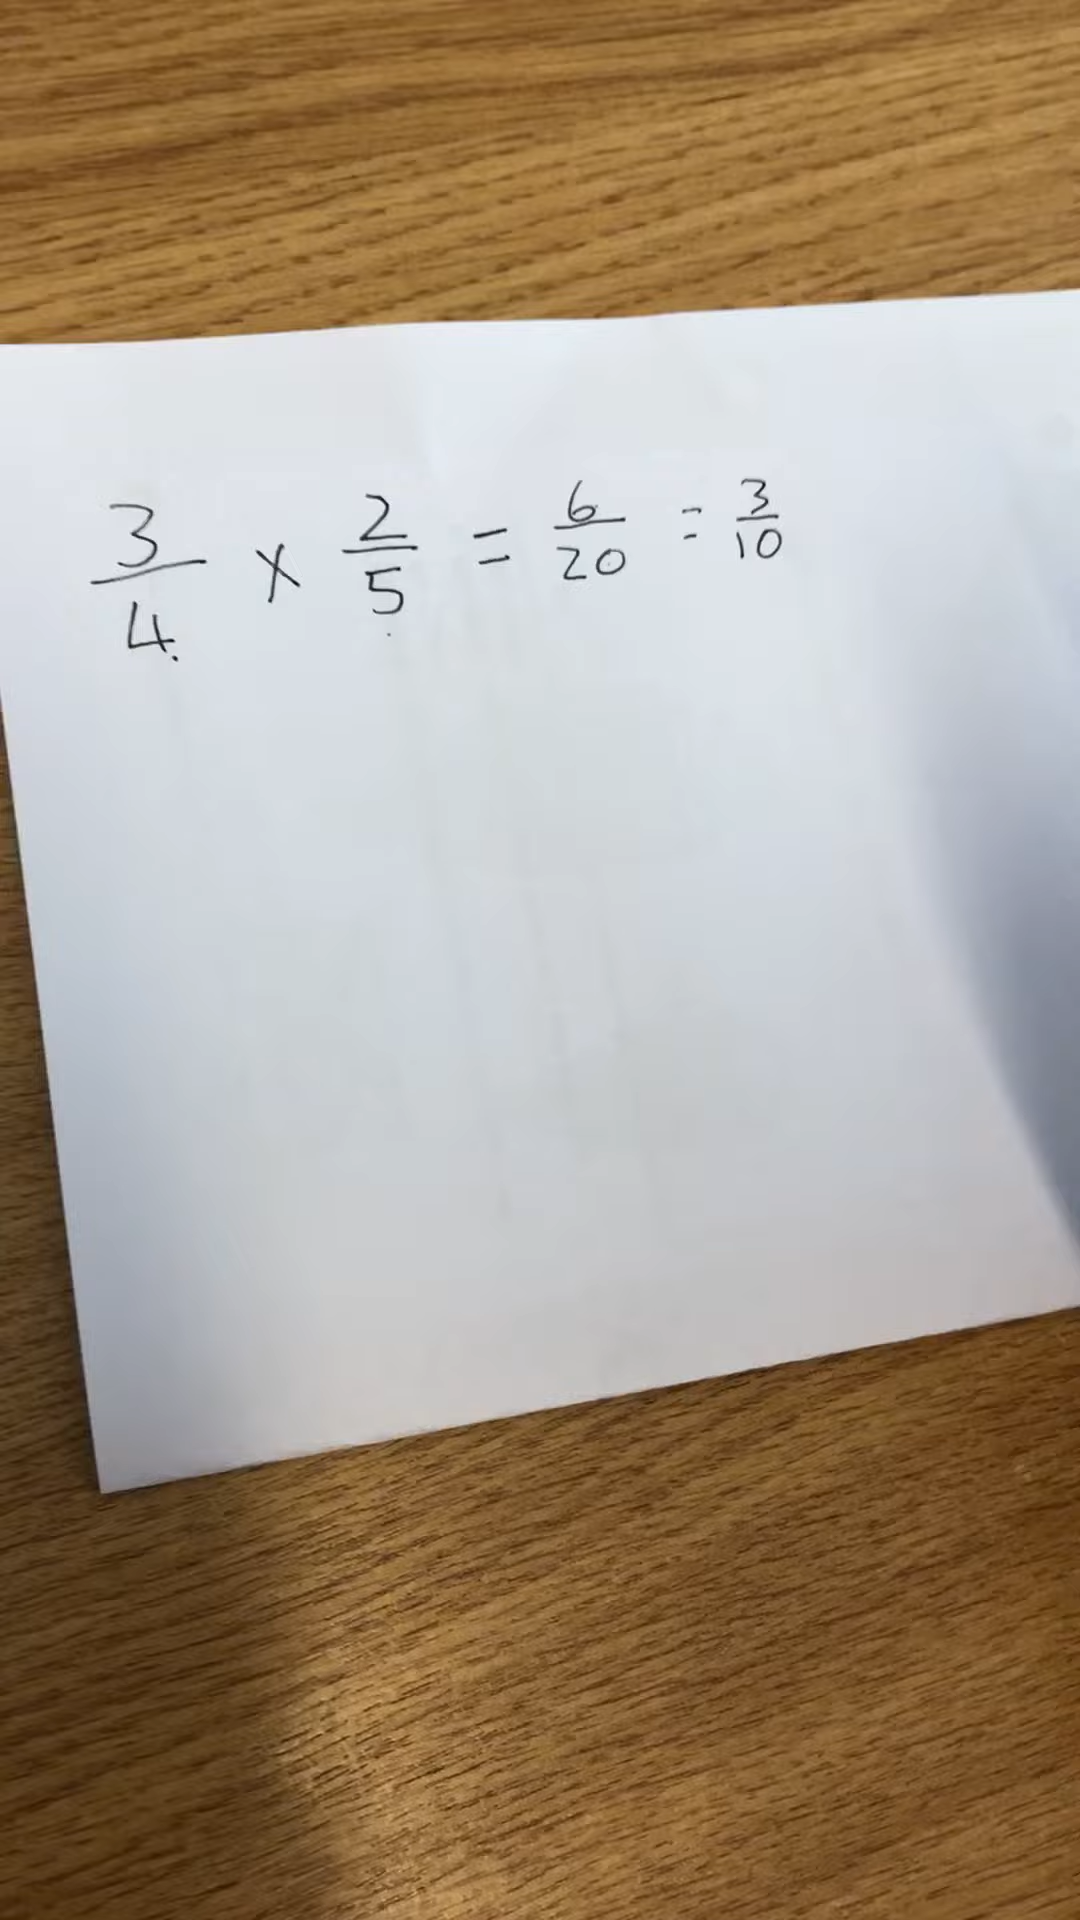 3/4 × 2/5 = 6/20 = 3/10